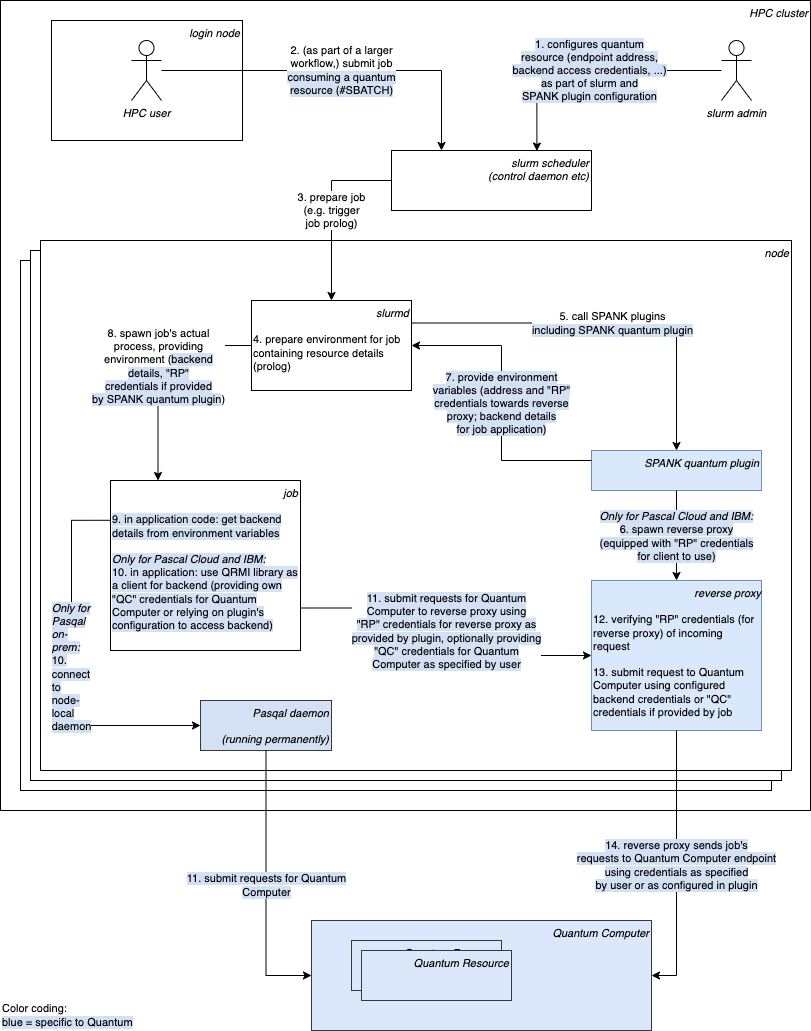 HPC cluster
login node
HPC user
2. (as part of a larger
workflow,) submit job
consuming a quantum
resource (#SBATCH)
1. configures quantum
resource (endpoint address,
backend access credentials, ...)
as part of slurm and
SPANK plugin configuration
slurm admin
slurm scheduler
(control daemon etc)
3. prepare job
(e.g. trigger
job prolog)
node
slurmd
4. prepare environment for job
containing resource details
(prolog)
5. call SPANK plugins
including SPANK quantum plugin
8. spawn job's actual
process, providing
environment (backend
details, "RP"
credentials if provided
by SPANK quantum plugin)
7. provide environment
variables (address and "RP"
credentials towards reverse
proxy; backend details
for job application)
SPANK quantum plugin
job
9. in application code: get backend
details from environment variables
Only for Pascal Cloud and IBM:
10. in application: use QRMI library as
a client for backend (providing own
"QC" credentials for Quantum
Computer or relying on plugin's
configuration to access backend)
Only for Pascal Cloud and IBM:
6. spawn reverse proxy
(equipped with "RP" credentials
for client to use)
reverse proxy
12. verifying "RP" credentials (for
reverse proxy) of incoming
request
13. submit request to Quantum
Computer using configured
backend credentials or "QC"
credentials if provided by job
11. submit requests for Quantum
Computer to reverse proxy using
"RP" credentials for reverse proxy as
provided by plugin, optionally providing
"QC" credentials for Quantum
Computer as specified by user
Only for
Pasqal
on-
prem:
10.
connect
to
node-
local
daemon
Pasqal daemon
(running permanently)
11. submit requests for Quantum
Computer
14. reverse proxy sends job's
requests to Quantum Computer endpoint
using credentials as specified
by user or as configured in plugin
Quantum Computer
Quantum Resource
Color coding:
blue = specific to Quantum